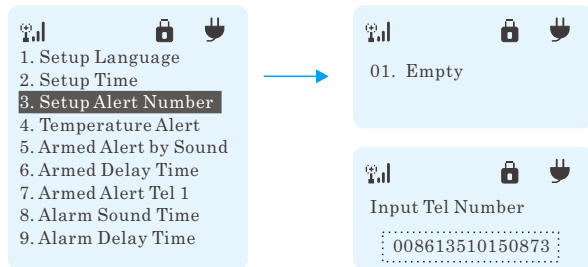 1. Setup Language
2. Setup Time
3. Setup Alert Number
4. Temperature Alert
5. Armed Alert by Sound
6. Armed Delay Time
7. Armed Alert Tel 1
8. Alarm Sound Time
9. Alarm Delay Time
01. Empty
Input Tel Number
008613510150873